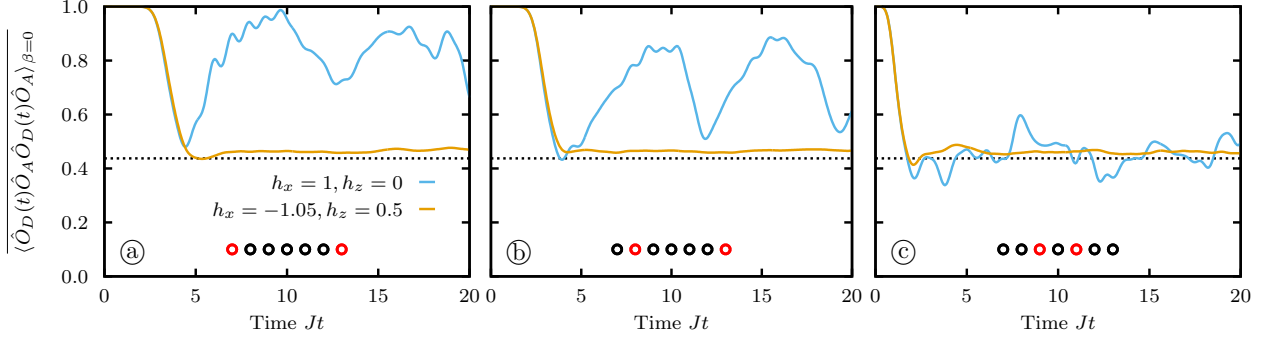 ⟨Ô_D(t)Ô_AÔ_D(t)Ô_A⟩_{β=0}
1.0
0.8
0.6
0.4
0.2
0.0
h_x = 1, h_z = 0
h_x = −1.05, h_z = 0.5
a
0 5 10 15 20
Time Jt
b
0 5 10 15 20
Time Jt
c
0 5 10 15 20
Time Jt